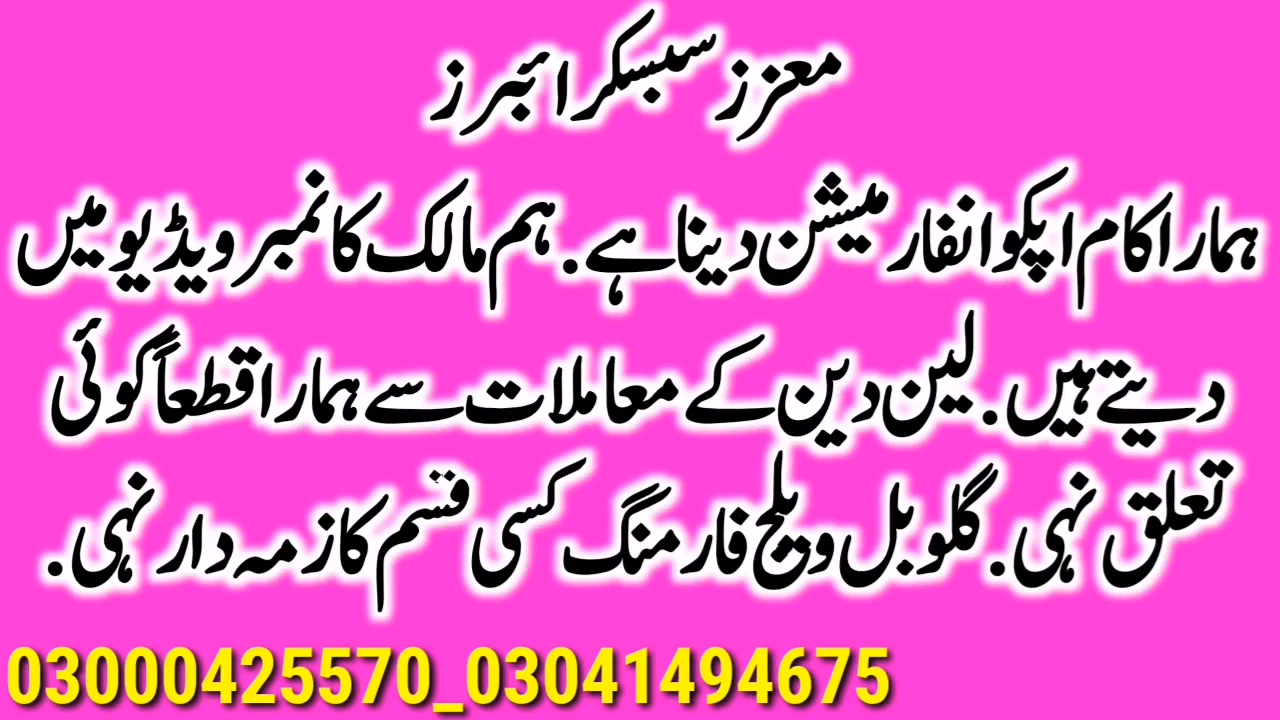 معزز سبسکرائبرز
ہمارا کام اپکو انفارمیشن دینا ہے. ہم مالک کا نمبر ویڈیو میں
دیتے ہیں. لین دین کے معاملات سے ہمارا قطعاً کوئی
تعلق نہی. گلوبل ویلج فارمنگ کسی قسم کا زمہ دار نہی.
03000425570_03041494675